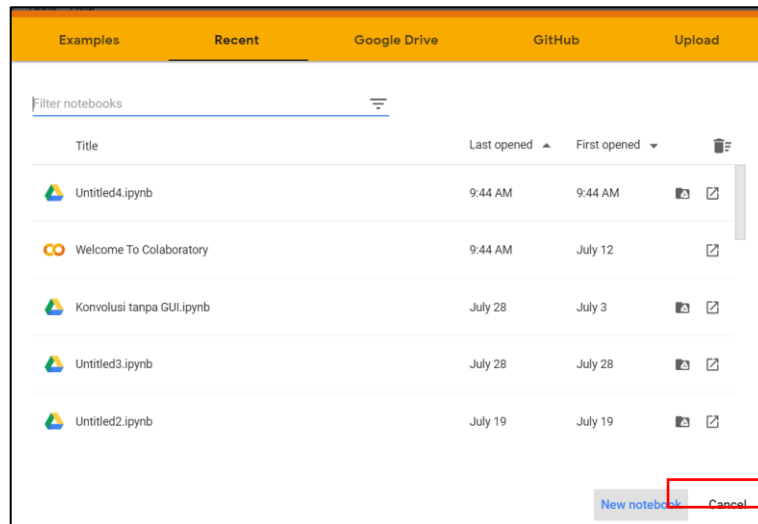 Examples Recent Google Drive GitHub Upload
Filter notebooks
Title Last opened First opened
Untitled4.ipynb 9:44 AM 9:44 AM
Welcome To Colaboratory 9:44 AM July 12
Konvolusi tanpa GUI.ipynb July 28 July 3
Untitled3.ipynb July 28 July 28
Untitled2.ipynb July 19 July 19
New notebook Cancel